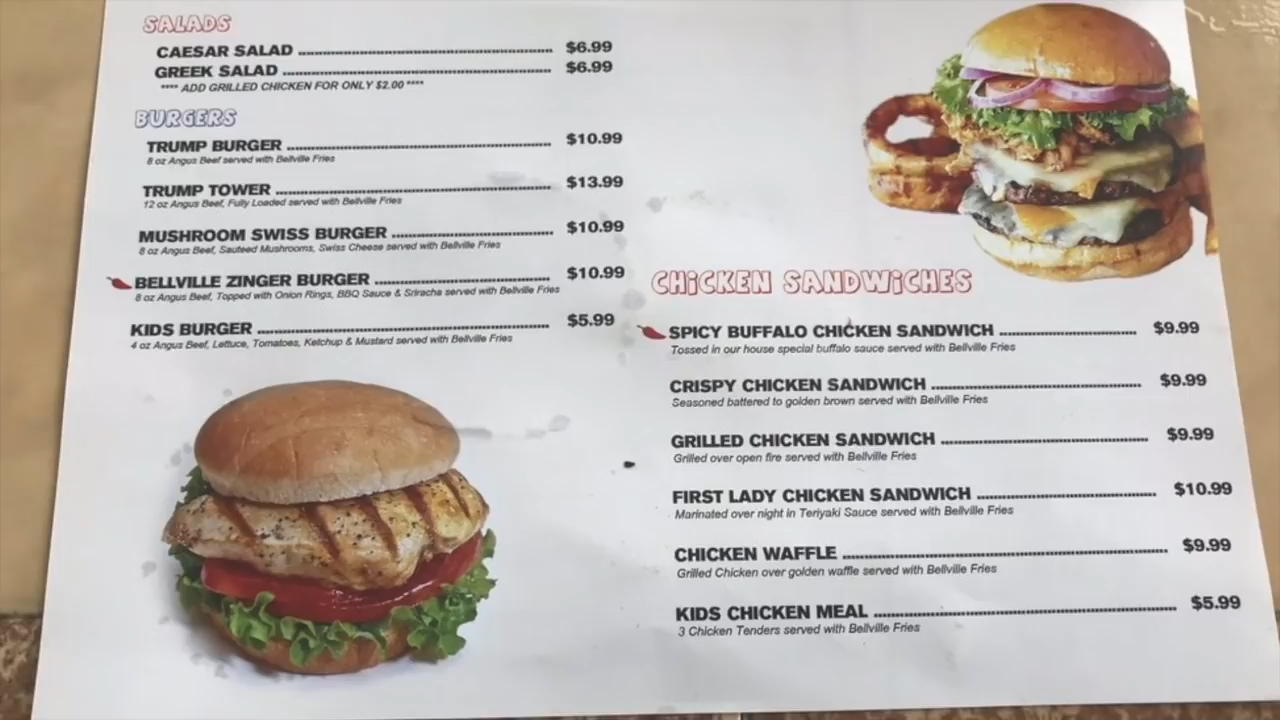 SALADS
CAESAR SALAD ........ $6.99
GREEK SALAD ........ $6.99
**** ADD GRILLED CHICKEN FOR ONLY $2.00 ****
BURGERS
TRUMP BURGER ........ $10.99
8 oz Angus Beef served with Bellville Fries
TRUMP TOWER ........ $13.99
12 oz Angus Beef, Fully Loaded served with Bellville Fries
MUSHROOM SWISS BURGER ........ $10.99
8 oz Angus Beef, Sauteed Mushrooms, Swiss Cheese served with Bellville Fries
BELLVILLE ZINGER BURGER ........ $10.99
8 oz Angus Beef, Topped with Onion Rings, BBQ Sauce & Sriracha served with Bellville Fries
KIDS BURGER ........ $5.99
4 oz Angus Beef, Lettuce, Tomatoes, Ketchup & Mustard served with Bellville Fries
CHICKEN SANDWICHES
SPICY BUFFALO CHICKEN SANDWICH ........ $9.99
Tossed in our house special buffalo sauce served with Bellville Fries
CRISPY CHICKEN SANDWICH ........ $9.99
Seasoned battered to golden brown served with Bellville Fries
GRILLED CHICKEN SANDWICH ........ $9.99
Grilled over open fire served with Bellville Fries
FIRST LADY CHICKEN SANDWICH ........ $10.99
Marinated over night in Teriyaki Sauce served with Bellville Fries
CHICKEN WAFFLE ........ $9.99
Grilled Chicken over golden waffle served with Bellville Fries
KIDS CHICKEN MEAL ........ $5.99
3 Chicken Tenders served with Bellville Fries